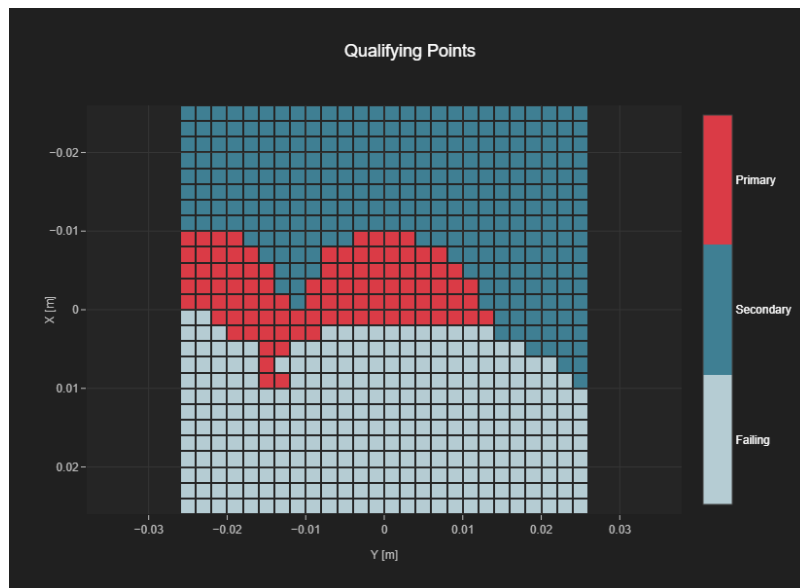 Qualifying Points
Primary
Secondary
Failing
X [m]
−0.02
−0.01
0
0.01
0.02
−0.03
−0.02
−0.01
0
0.01
0.02
0.03
Y [m]